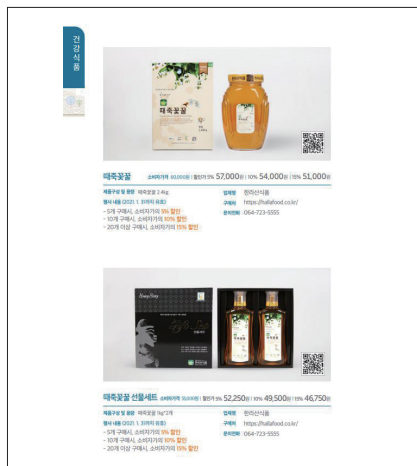 건강식품
때죽꽃꿀
때죽꽃꿀 소비자가격 60,000원 | 할인가 5% 57,000원 | 10% 54,000원 | 15% 51,000원
제품구성 및 용량 때죽꽃꿀 2.4kg
행사 내용 (2021. 1. 31까지 유효)
- 5개 구매시, 소비자가의 5% 할인
- 10개 구매시, 소비자가의 10% 할인
- 20개 이상 구매시, 소비자가의 15% 할인
업체명 한라산식품
구매처 https://hallafood.co.kr/
문의전화 064-723-5555
때죽꽃꿀 선물세트 소비자가격 55,000원 | 할인가 5% 52,250원 | 10% 49,500원 | 15% 46,750원
제품구성 및 용량 때죽꽃꿀 1kg*2개
행사 내용 (2021. 1. 31까지 유효)
- 5개 구매시, 소비자가의 5% 할인
- 10개 구매시, 소비자가의 10% 할인
- 20개 이상 구매시, 소비자가의 15% 할인
업체명 한라산식품
구매처 https://hallafood.co.kr/
문의전화 064-723-5555